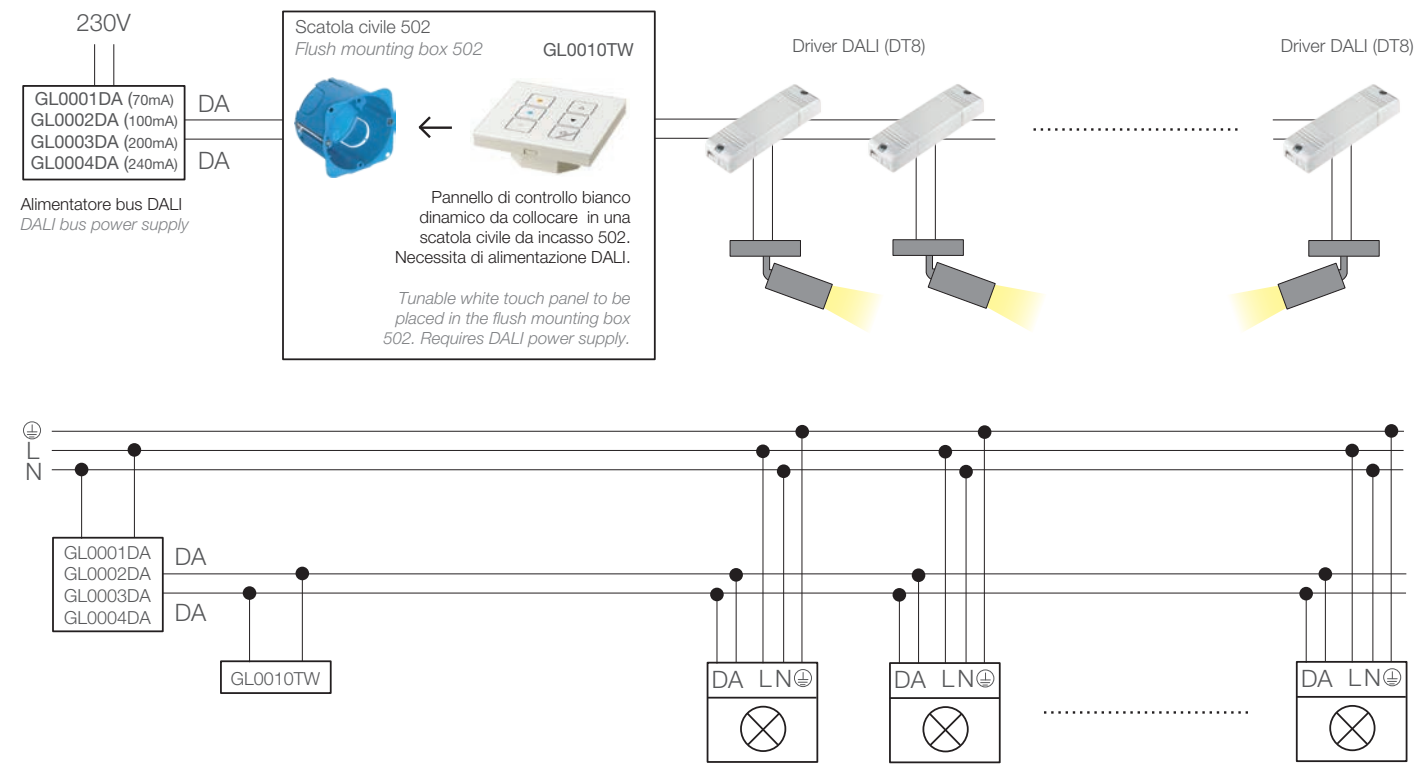 230V
GL0001DA (70mA)
GL0002DA (100mA)
GL0003DA (200mA)
GL0004DA (240mA)
DA
DA
Alimentatore bus DALI
DALI bus power supply
Scatola civile 502
Flush mounting box 502
GL0010TW
Pannello di controllo bianco
dinamico da collocare in una
scatola civile da incasso 502.
Necessita di alimentazione DALI.
Tunable white touch panel to be
placed in the flush mounting box
502. Requires DALI power supply.
Driver DALI (DT8)
Driver DALI (DT8)
L
N
GL0001DA
GL0002DA
GL0003DA
GL0004DA
DA
DA
GL0010TW
DA LN
DA LN
DA LN